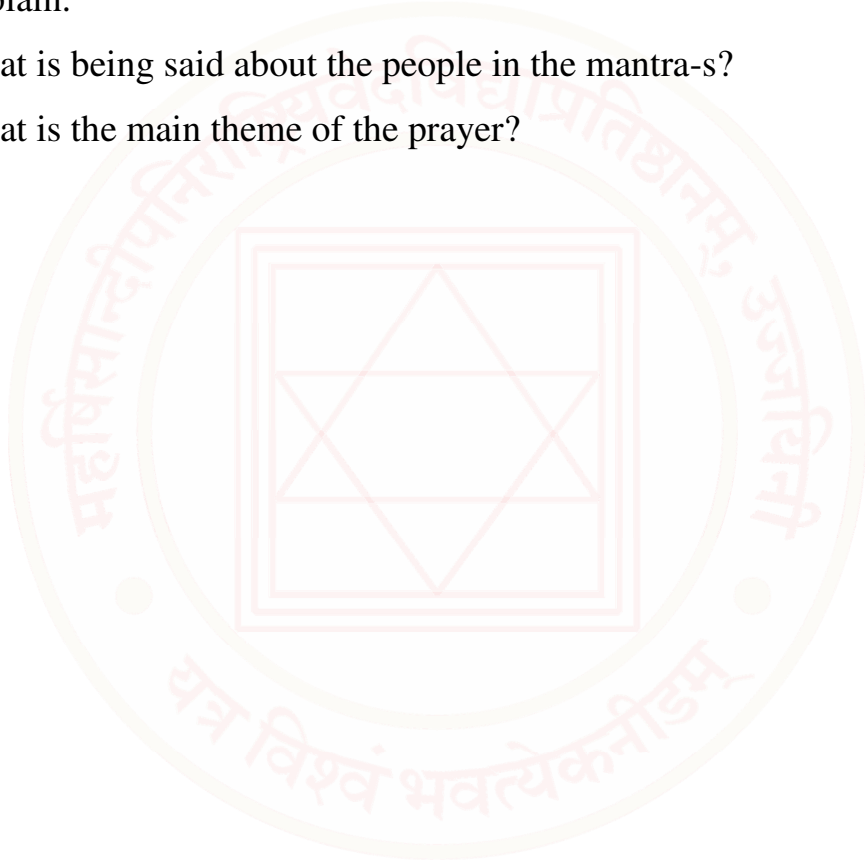 plain.
at is being said about the people in the mantra-s?
at is the main theme of the prayer?
महर्षिसान्दीपनिराष्ट्रियवेदविद्याप्रतिष्ठानम्, उज्जयिनी
यत्र विश्वं भवत्येकनीडम्